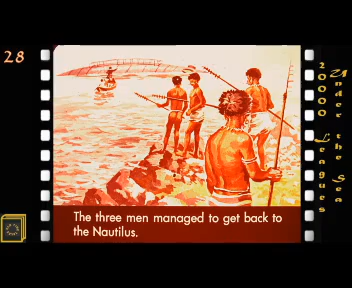 28
The three men managed to get back to
the Nautilus.
20000 Leagues
Under the Sea